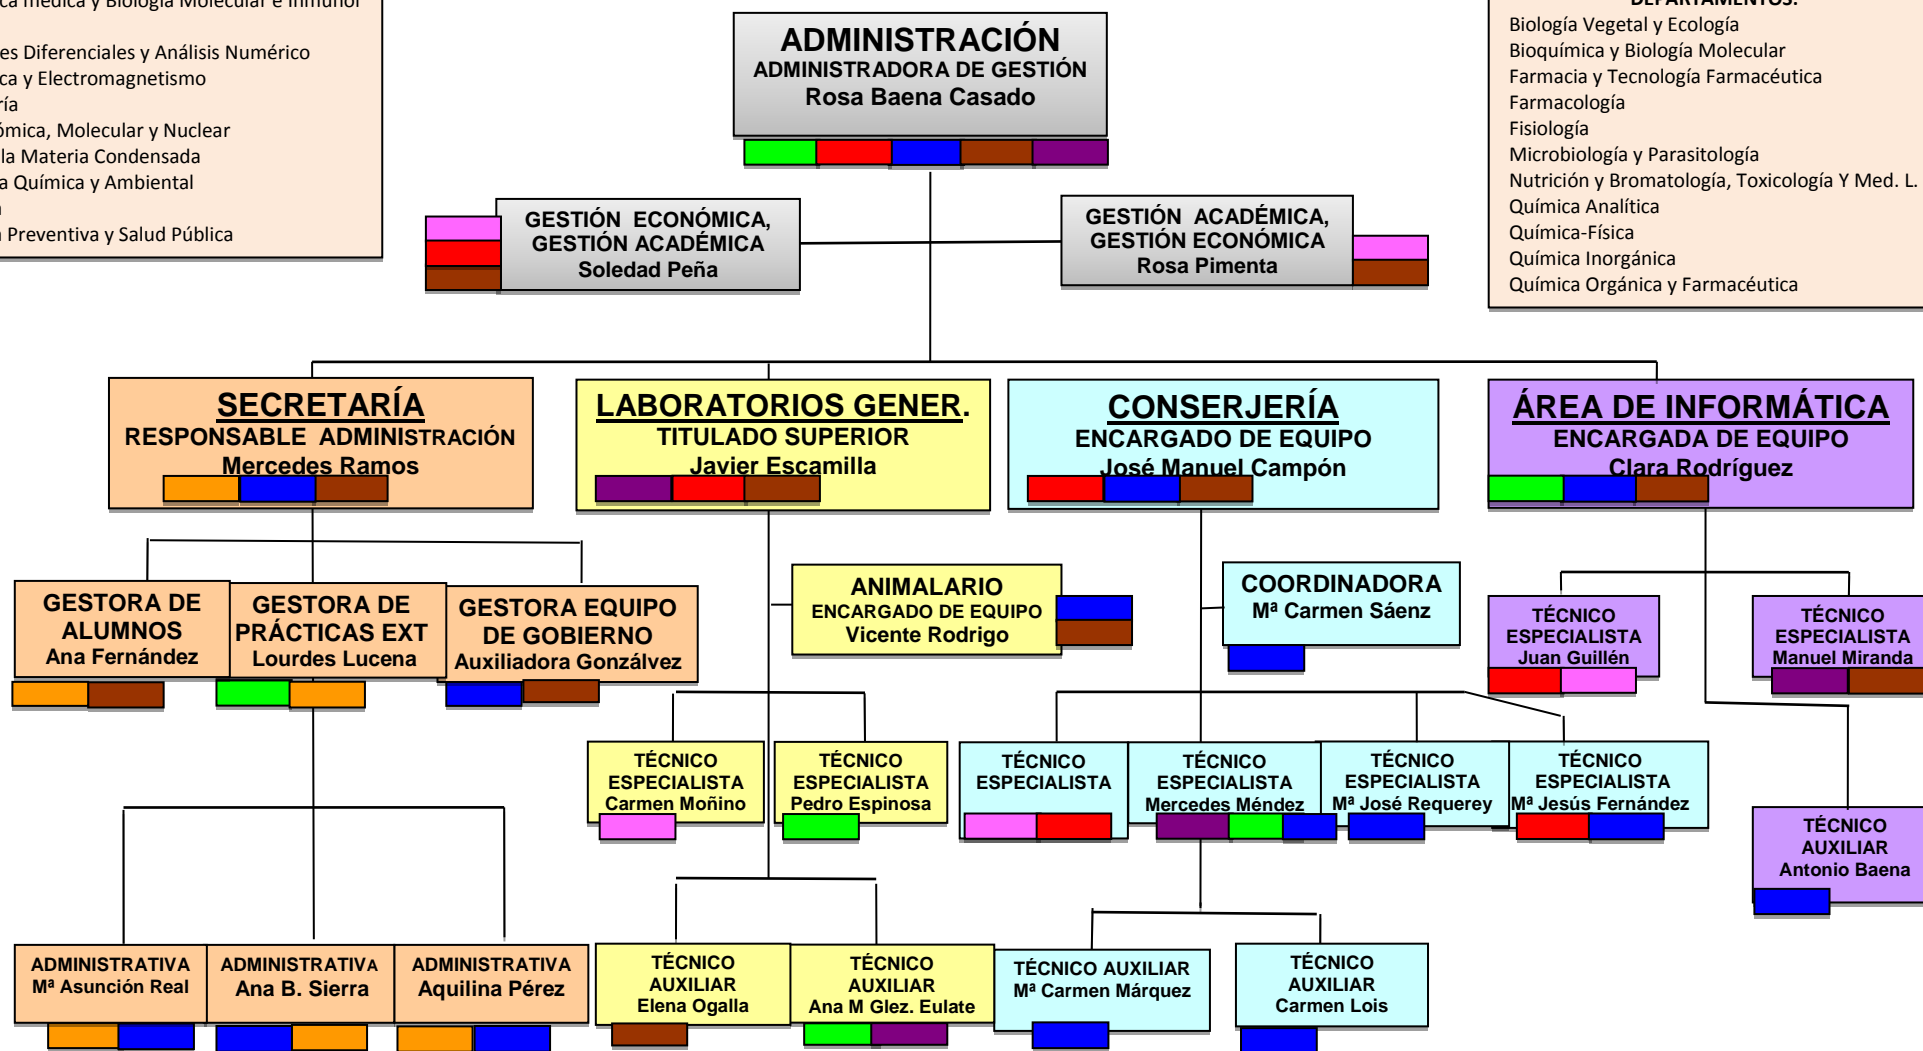 Diferenciales y Análisis Numérico
y Electromagnetismo
Molecular y Nuclear
la Materia Condensada
Química y Ambiental
Preventiva y Salud Pública
ADMINISTRACIÓN
ADMINISTRADORA DE GESTIÓN
Rosa Baena Casado
DEPARTAMENTOS:
Biología Vegetal y Ecología
Bioquímica y Biología Molecular
Farmacia y Tecnología Farmacéutica
Farmacología
Fisiología
Microbiología y Parasitología
Nutrición y Bromatología, Toxicología Y Med. L.
Química Analítica
Química-Física
Química Inorgánica
Química Orgánica y Farmacéutica
GESTIÓN ECONÓMICA,
GESTIÓN ACADÉMICA
Soledad Peña
GESTIÓN ACADÉMICA,
GESTIÓN ECONÓMICA
Rosa Pimenta
SECRETARÍA
RESPONSABLE ADMINISTRACIÓN
Mercedes Ramos
LABORATORIOS GENER.
TITULADO SUPERIOR
Javier Escamilla
CONSERJERÍA
ENCARGADO DE EQUIPO
José Manuel Campón
ÁREA DE INFORMÁTICA
ENCARGADA DE EQUIPO
Clara Rodríguez
GESTORA DE
ALUMNOS
Ana Fernández
GESTORA DE
PRÁCTICAS EXT
Lourdes Lucena
GESTORA EQUIPO
DE GOBIERNO
Auxiliadora Gonzálvez
ANIMALARIO
ENCARGADO DE EQUIPO
Vicente Rodrigo
COORDINADORA
Mª Carmen Sáenz
TÉCNICO
ESPECIALISTA
Juan Guillén
TÉCNICO
ESPECIALISTA
Manuel Miranda
TÉCNICO
ESPECIALISTA
Carmen Moñino
TÉCNICO
ESPECIALISTA
Pedro Espinosa
TÉCNICO
ESPECIALISTA
TÉCNICO
ESPECIALISTA
Mercedes Méndez
TÉCNICO
ESPECIALISTA
Mª José Requerey
TÉCNICO
ESPECIALISTA
Mª Jesús Fernández
TÉCNICO
AUXILIAR
Antonio Baena
ADMINISTRATIVA
Mª Asunción Real
ADMINISTRATIVA
Ana B. Sierra
ADMINISTRATIVA
Aquilina Pérez
TÉCNICO
AUXILIAR
Elena Ogalla
TÉCNICO
AUXILIAR
Ana M Glez. Eulate
TÉCNICO AUXILIAR
Mª Carmen Márquez
TÉCNICO
AUXILIAR
Carmen Lois